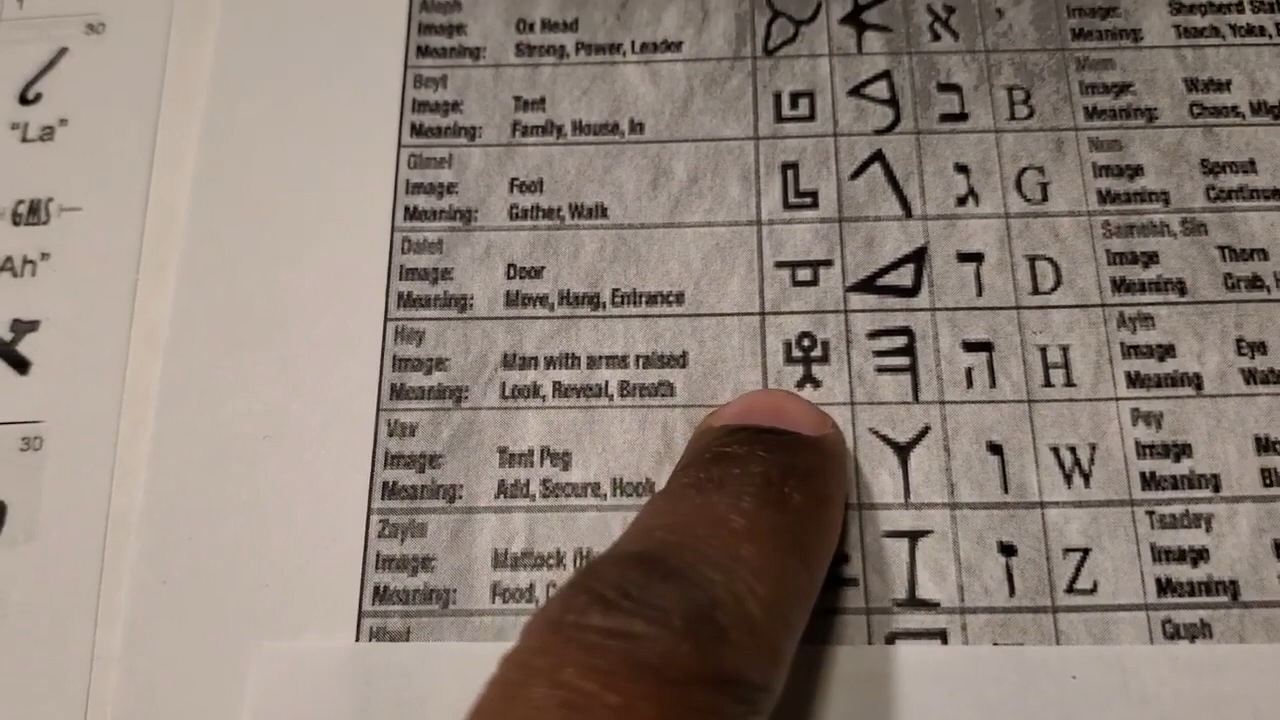 30
"La"
GMS
Ah"
30
Aleph
Image: Ox Head
Meaning: Strong, Power, Leader
א
Beyt
Image: Tent
Meaning: Family, House, In
ב B
Gimel
Image: Foot
Meaning: Gather, Walk
ג G
Dalet
Image: Door
Meaning: Move, Hang, Entrance
ד D
Hey
Image: Man with arms raised
Meaning: Look, Reveal, Breath
ה H
Vav
Image: Tent Peg
Meaning: Add, Secure, Hook
ו W
Zayin
Image: Mattock
Meaning: Food,
ז Z
Image: Shepherd
Meaning: Teach, Yoke,
Mem
Image: Water
Meaning: Chaos,
Nun
Image Sprout
Meaning Continue
Samehh, Sin
Image Thorn
Meaning Grab,
Ayin
Image Eye
Meaning
Pey
Image
Meaning
Tsadey
Image
Meaning
Quph